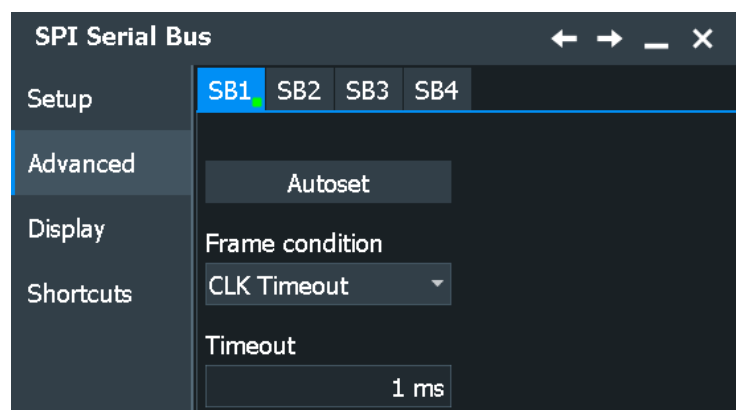 SPI Serial Bus
Setup
SB1 SB2 SB3 SB4
Advanced
Autoset
Display
Frame condition
CLK Timeout
Shortcuts
Timeout
1 ms